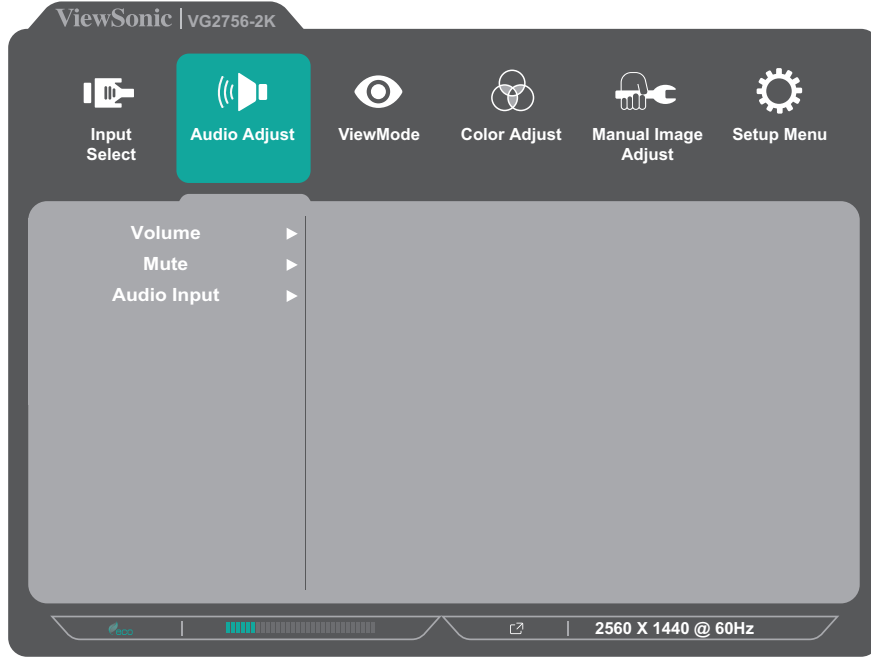 ViewSonic VG2756-2K
Input Select
Audio Adjust
ViewMode
Color Adjust
Manual Image Adjust
Setup Menu
Volume
Mute
Audio Input
eco
2560 X 1440 @ 60Hz